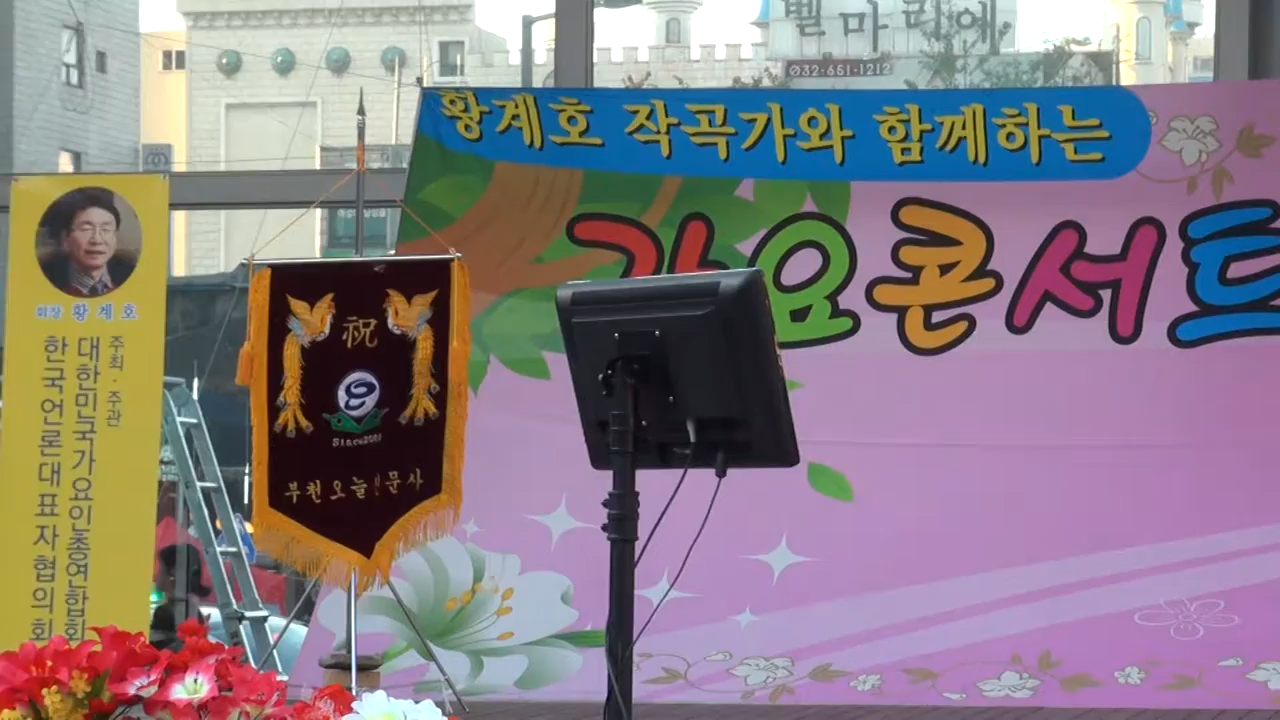 벨마리에
032-661-1212
황계호 작곡가와 함께하는
가요콘서트
회장 황계호
주최·주관
대한민국가요인총연합회
한국언론대표자협의회
祝
Since2001
부천오늘신문사